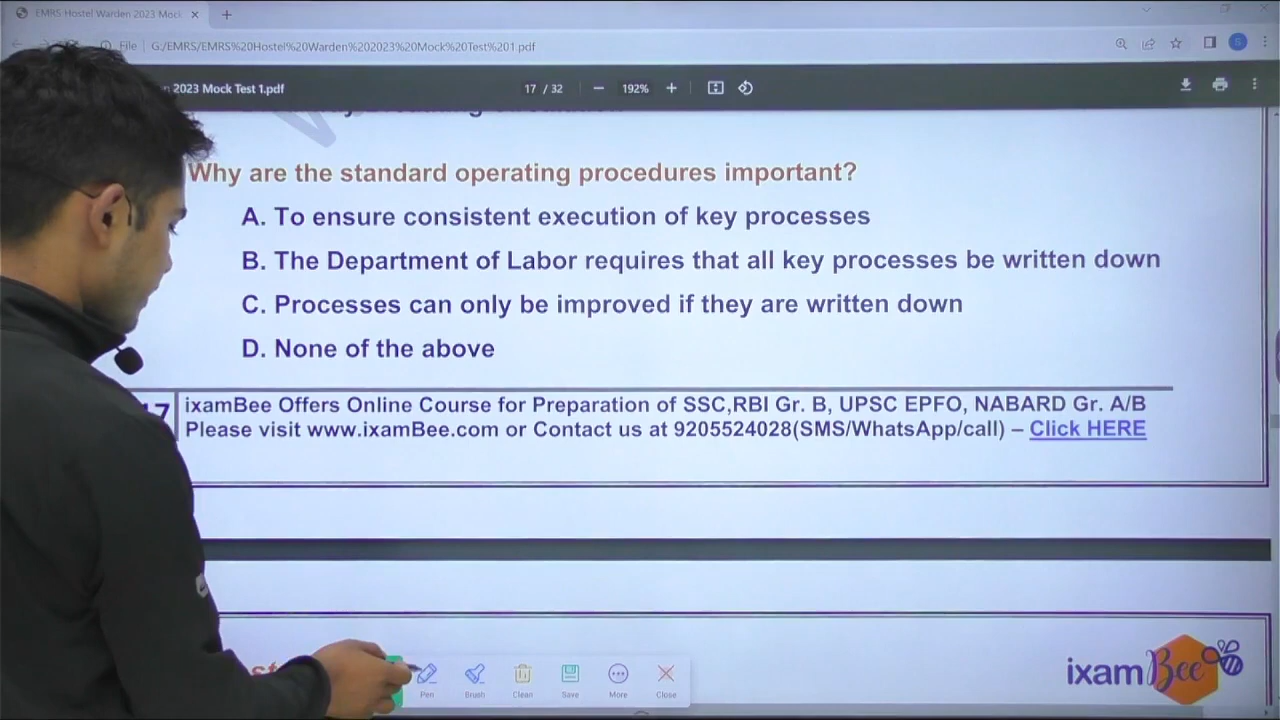 EMRS Hostel Warden 2023 Mock
File G:/EMRS/EMRS%20Hostel%20Warden%202023%20Mock%20Test%201.pdf
2023 Mock Test 1.pdf 17 / 32 192%
Why are the standard operating procedures important?
A. To ensure consistent execution of key processes
B. The Department of Labor requires that all key processes be written down
C. Processes can only be improved if they are written down
D. None of the above
17 ixamBee Offers Online Course for Preparation of SSC,RBI Gr. B, UPSC EPFO, NABARD Gr. A/B
Please visit www.ixamBee.com or Contact us at 9205524028(SMS/WhatsApp/call) – Click HERE
ixamBee
Pen Brush Clean Save More Close